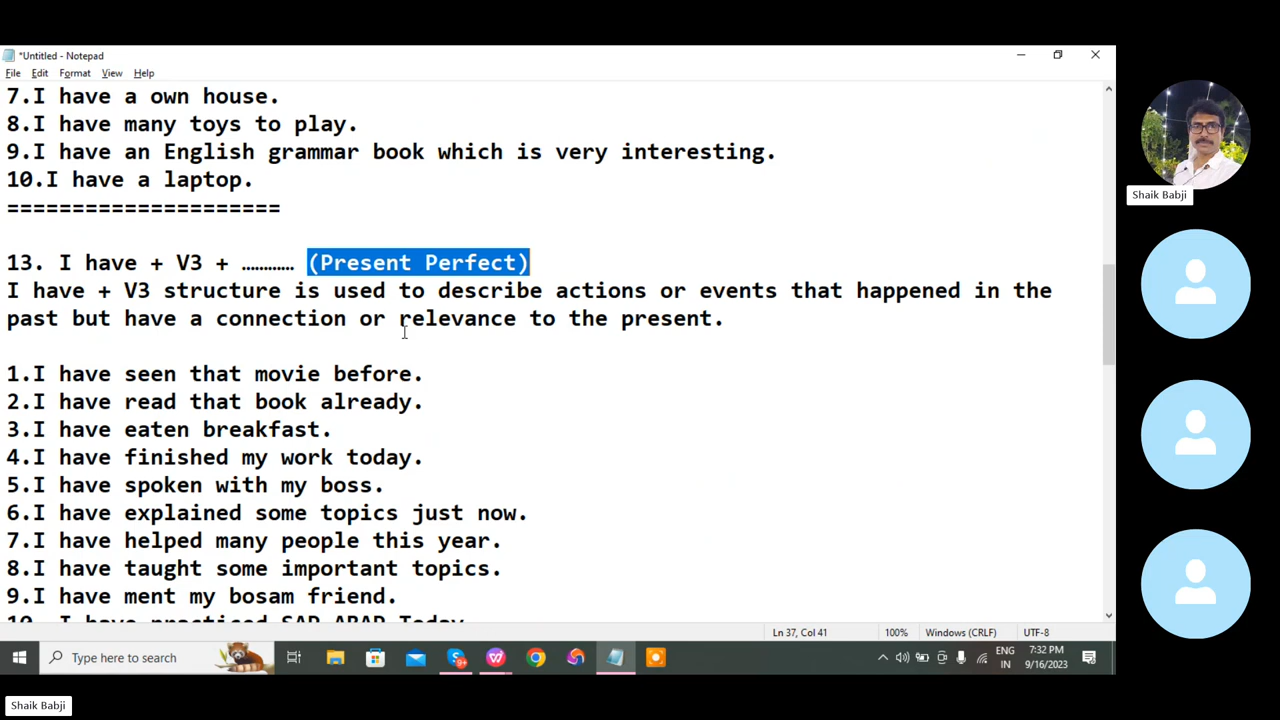 *Untitled - Notepad
File Edit Format View Help
7.I have a own house.
8.I have many toys to play.
9.I have an English grammar book which is very interesting.
10.I have a laptop.
=====================
13. I have + V3 + ………… (Present Perfect)
I have + V3 structure is used to describe actions or events that happened in the
past but have a connection or relevance to the present.
1.I have seen that movie before.
2.I have read that book already.
3.I have eaten breakfast.
4.I have finished my work today.
5.I have spoken with my boss.
6.I have explained some topics just now.
7.I have helped many people this year.
8.I have taught some important topics.
9.I have ment my bosam friend.
10. I have practiced SAP ABAP Today
Ln 37, Col 41 100% Windows (CRLF) UTF-8
Type here to search
ENG
IN
7:32 PM
9/16/2023
Shaik Babji
Shaik Babji